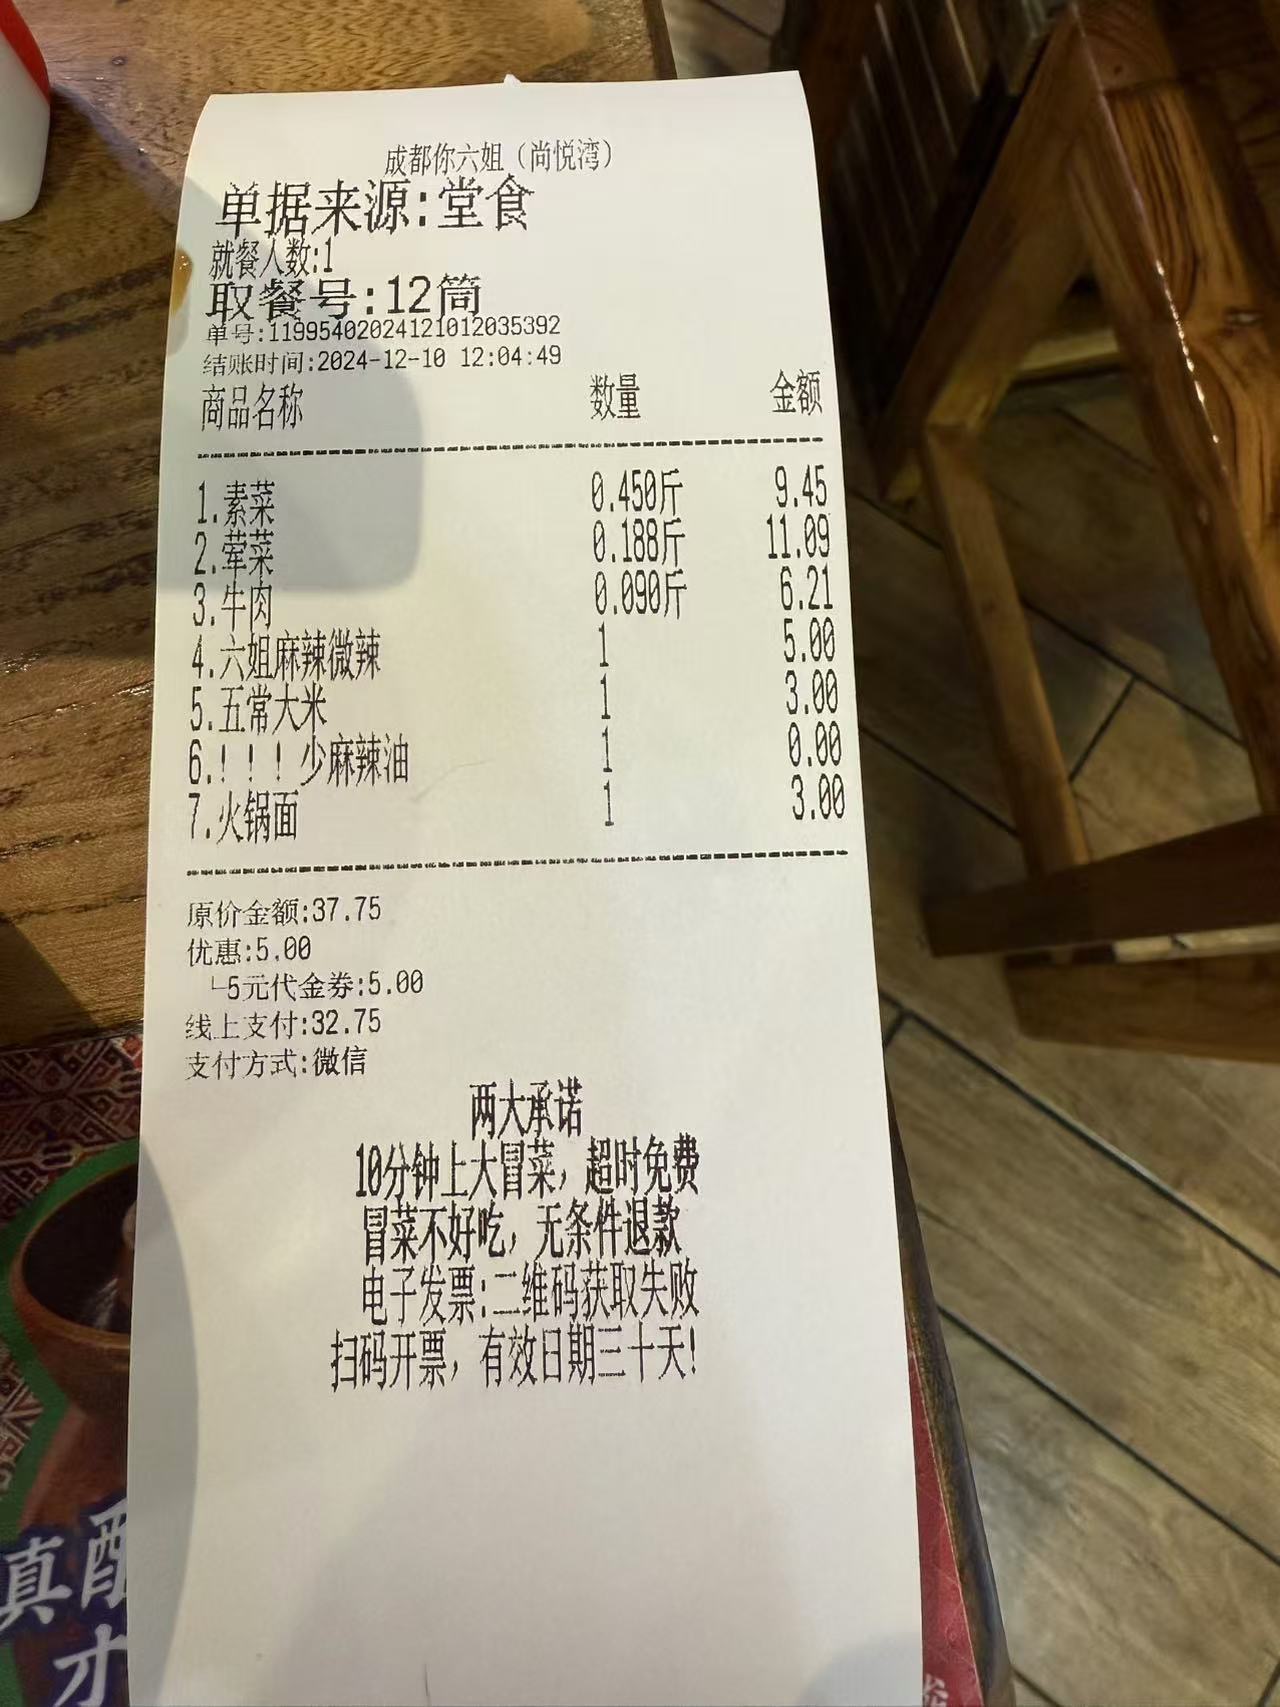 成都你六姐（尚悦湾）
单据来源:堂食
就餐人数:1
取餐号:12筒
单号:11995402024121012035392
结账时间:2024-12-10 12:04:49
商品名称 数量 金额
1.素菜 0.450斤 9.45
2.荤菜 0.188斤 11.09
3.牛肉 0.090斤 6.21
4.六姐麻辣微辣 1 5.00
5.五常大米 1 3.00
6.！！！少麻辣油 1 0.00
7.火锅面 1 3.00
原价金额:37.75
优惠:5.00
└5元代金券:5.00
线上支付:32.75
支付方式:微信
两大承诺
10分钟上大冒菜，超时免费
冒菜不好吃，无条件退款
电子发票:二维码获取失败
扫码开票，有效日期三十天!
真
才